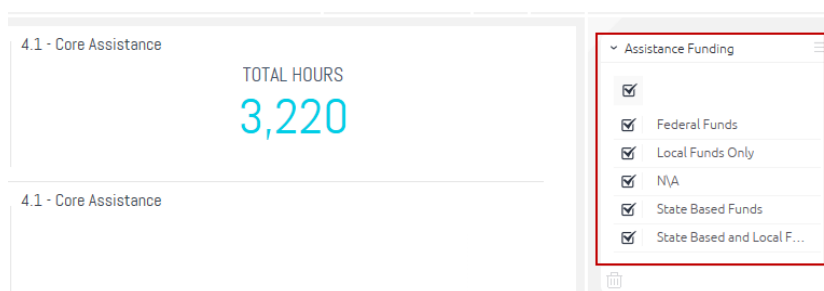 4.1 - Core Assistance
TOTAL HOURS
3,220
4.1 - Core Assistance
Assistance Funding
Federal Funds
Local Funds Only
N\A
State Based Funds
State Based and Local F...